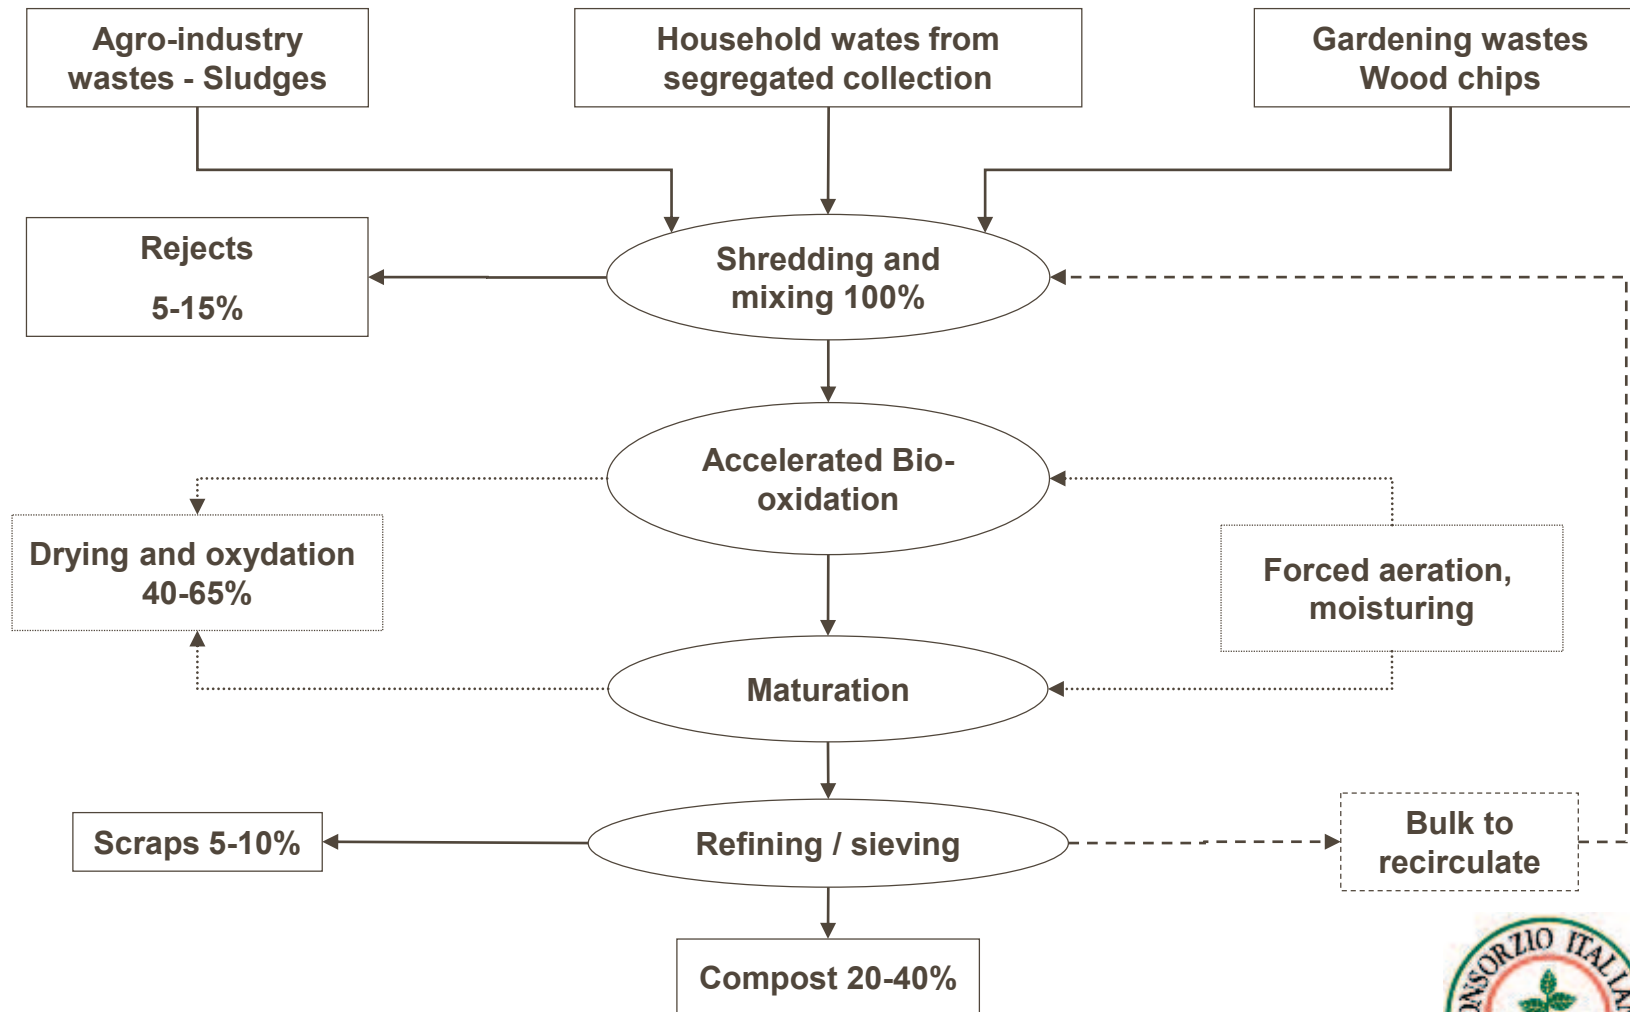 Agro-industry
wastes - Sludges
Household wates from
segregated collection
Gardening wastes
Wood chips
Rejects
5-15%
Shredding and
mixing 100%
Accelerated Bio-
oxidation
Drying and oxydation
40-65%
Forced aeration,
moisturing
Maturation
Scraps 5-10%
Refining / sieving
Bulk to
recirculate
Compost 20-40%